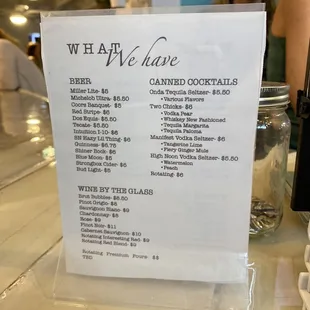 WHAT
We have
BEER
Miller Lite- $5
Michelob Ultra- $5.50
Coors Banquet- $5
Red Stripe- $6
Dos Equis- $5.50
Tecate- $5.50
Intuition I-10- $6
SN Easy Lil Thing- $6
Guinness- $6.75
Shiner Bock- $6
Blue Moon- $5
Strongbow Cider- $6
Bud Light- $5
WINE BY THE GLASS
Brut Bubbles- $6.50
Pinot Grigio- $8
Sauvignon Blanc- $9
Chardonnay- $8
Rose- $9
Pinot Noir- $11
Cabernet Sauvignon- $10
Rotating Interesting Red- $9
Rotating Red Blend- $9
Rotating Premium Pours- $$
TBD
CANNED COCKTAILS
Onda Tequila Seltzer- $5.50
• Various Flavors
Two Chicks- $6
• Vodka Pear
• Whiskey New Fashioned
• Tequila Margarita
• Tequila Paloma
Manifest Vodka Seltzer- $6
• Tangerine Lime
• Fiery Ginger Mule
High Noon Vodka Seltzer- $5.50
• Watermelon
• Peach
Rotating- $6